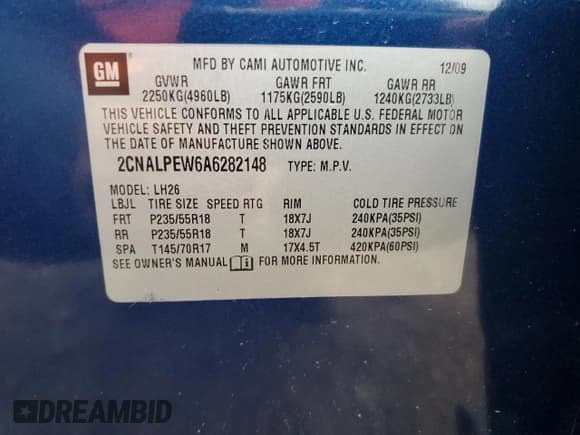 GM
MFD BY CAMI AUTOMOTIVE INC. 12/09
GVWR GAWR FRT GAWR RR
2250KG(4960LB) 1175KG(2590LB) 1240KG(2733LB)
THIS VEHICLE CONFORMS TO ALL APPLICABLE U.S. FEDERAL MOTOR
VEHICLE SAFETY AND THEFT PREVENTION STANDARDS IN EFFECT ON
THE DATE OF MANUFACTURE SHOWN ABOVE.
2CNALPEW6A6282148 TYPE: M.P.V.
MODEL: LH26
LBJL TIRE SIZE SPEED RTG RIM COLD TIRE PRESSURE
FRT P235/55R18 T 18X7J 240KPA(35PSI)
RR P235/55R18 T 18X7J 240KPA(35PSI)
SPA T145/70R17 M 17X4.5T 420KPA(60PSI)
SEE OWNER'S MANUAL FOR MORE INFORMATION.
DREAMBID